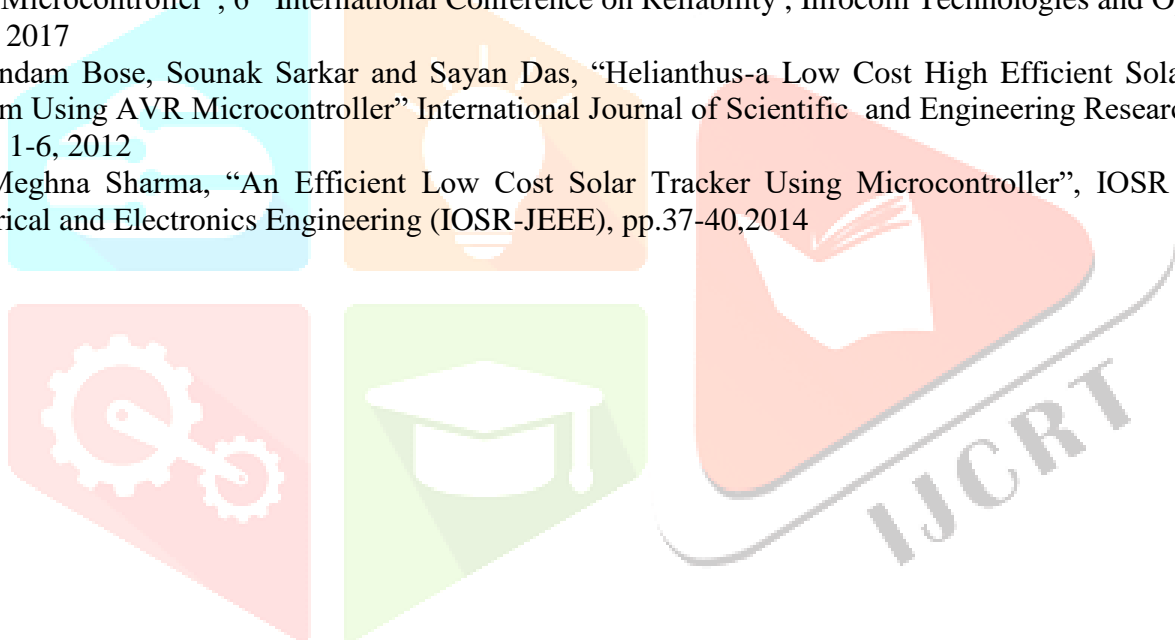 Microcontroller", 6 International Conference on Reliability, Infocom Technologies and O
2017
ndam Bose, Sounak Sarkar and Sayan Das, “Helianthus-a Low Cost High Efficient Sola
m Using AVR Microcontroller” International Journal of Scientific and Engineering Resear
1-6, 2012
Meghna Sharma, “An Efficient Low Cost Solar Tracker Using Microcontroller”, IOSR
rical and Electronics Engineering (IOSR-JEEE), pp.37-40,2014
IJCRT